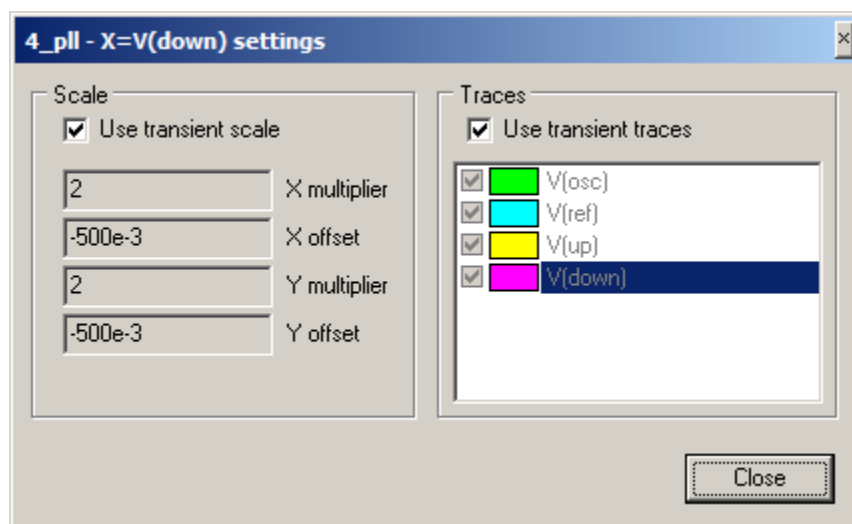 4_pll - X=V(down) settings
Scale
Use transient scale
2 X multiplier
-500e-3 X offset
2 Y multiplier
-500e-3 Y offset
Traces
Use transient traces
V(osc)
V(ref)
V(up)
V(down)
Close